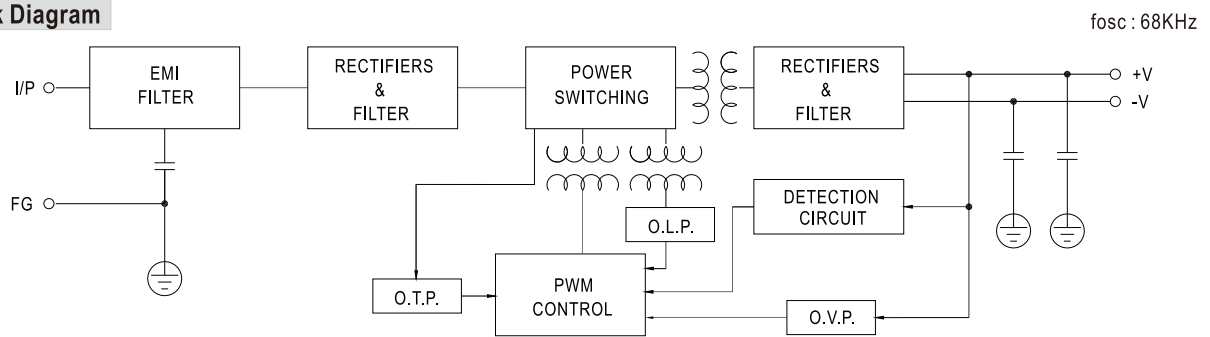 Diagram
fosc : 68KHz
I/P
EMI
FILTER
RECTIFIERS
&
FILTER
POWER
SWITCHING
RECTIFIERS
&
FILTER
+V
-V
FG
DETECTION
CIRCUIT
O.L.P.
O.T.P.
PWM
CONTROL
O.V.P.